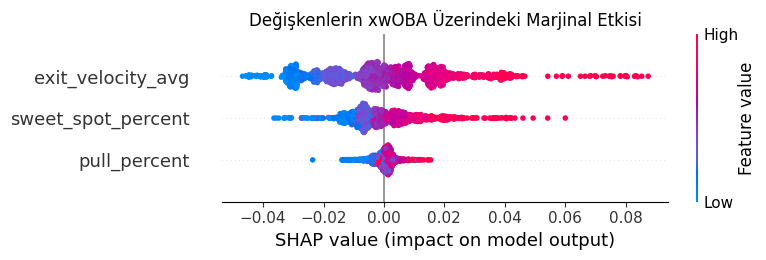 Değişkenlerin xwOBA Üzerindeki Marjinal Etkisi
High
exit_velocity_avg
sweet_spot_percent
pull_percent
Feature value
Low
−0.04 −0.02 0.00 0.02 0.04 0.06 0.08
SHAP value (impact on model output)